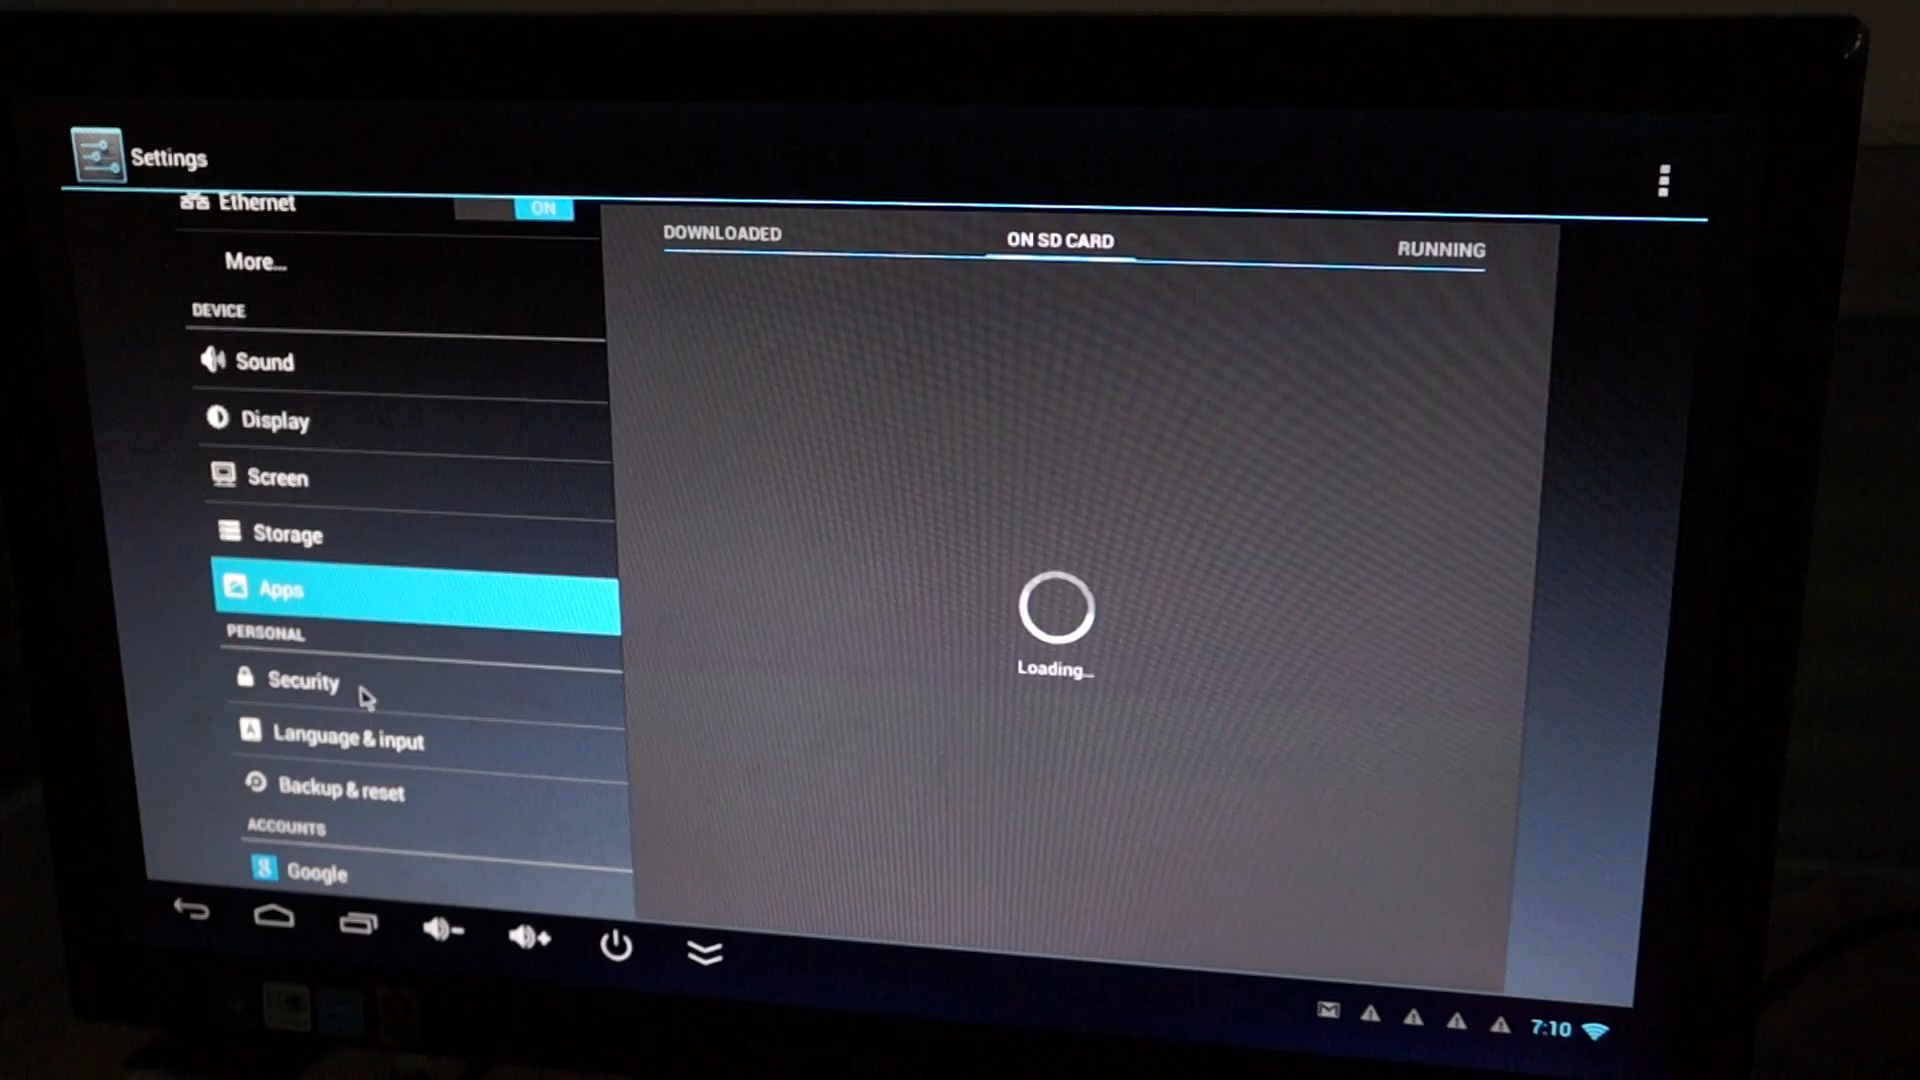 Settings
Ethernet
ON
More...
DEVICE
Sound
Display
Screen
Storage
Apps
PERSONAL
Security
Language & input
Backup & reset
ACCOUNTS
Google
DOWNLOADED
ON SD CARD
RUNNING
Loading...
7:10